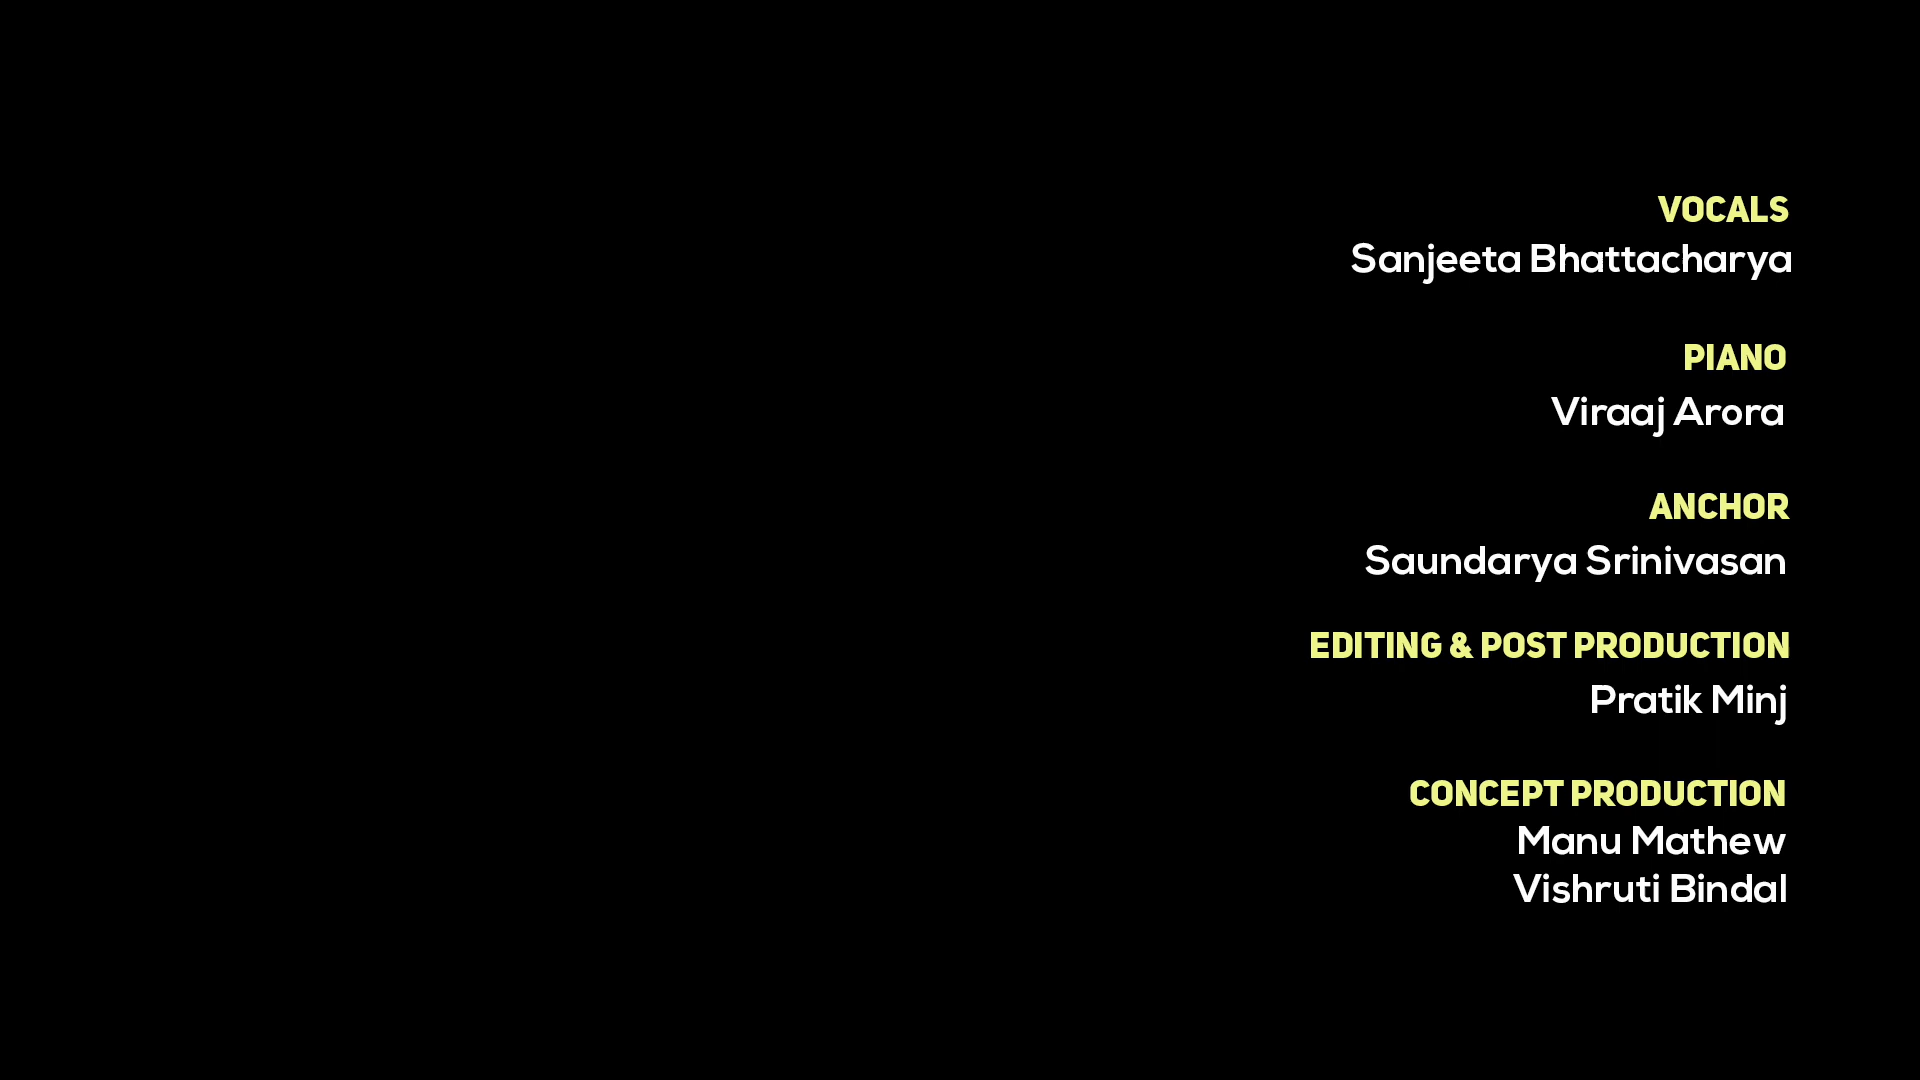 VOCALS
Sanjeeta Bhattacharya
PIANO
Viraaj Arora
ANCHOR
Saundarya Srinivasan
EDITING & POST PRODUCTION
Pratik Minj
CONCEPT PRODUCTION
Manu Mathew
Vishruti Bindal